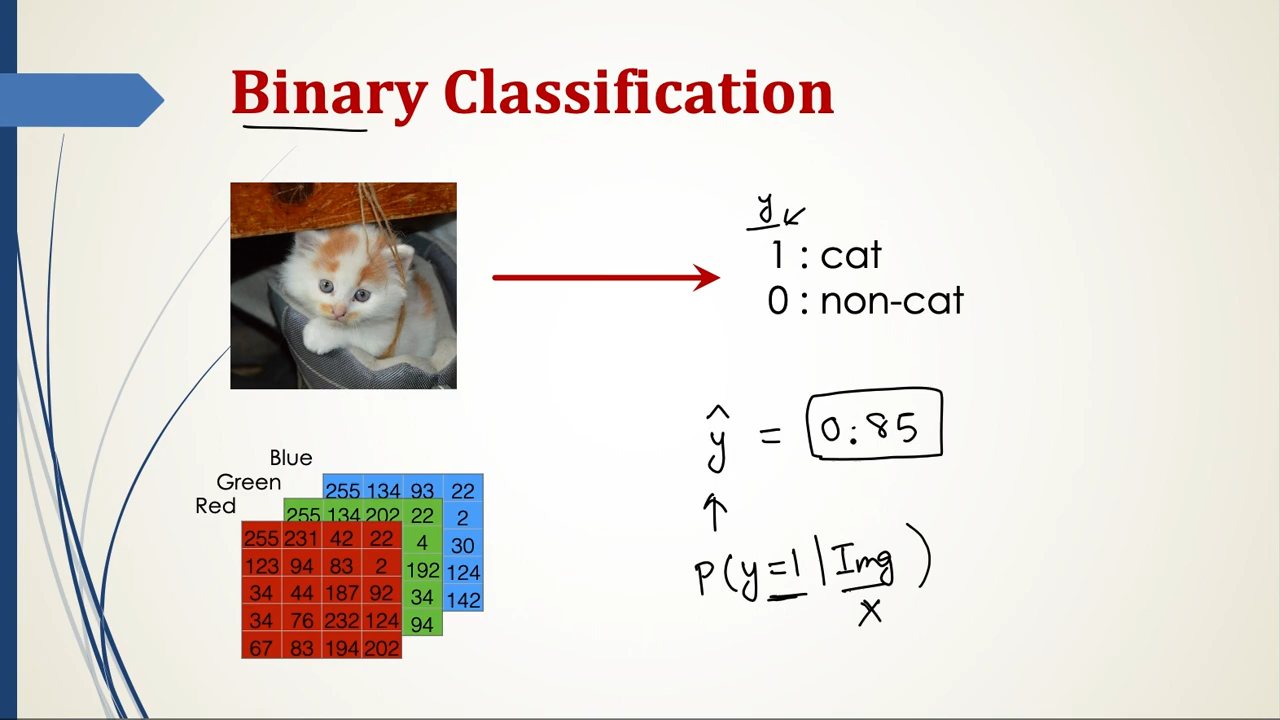 Binary Classification
y
1 : cat
0 : non-cat
ŷ = 0.85
P(y=1 | Img)
X
Blue
Green
Red
255 134 93 22
255 134 202 22 2
255 231 42 22 4 30
123 94 83 2 192 124
34 44 187 92 34 142
34 76 232 124 94
67 83 194 202